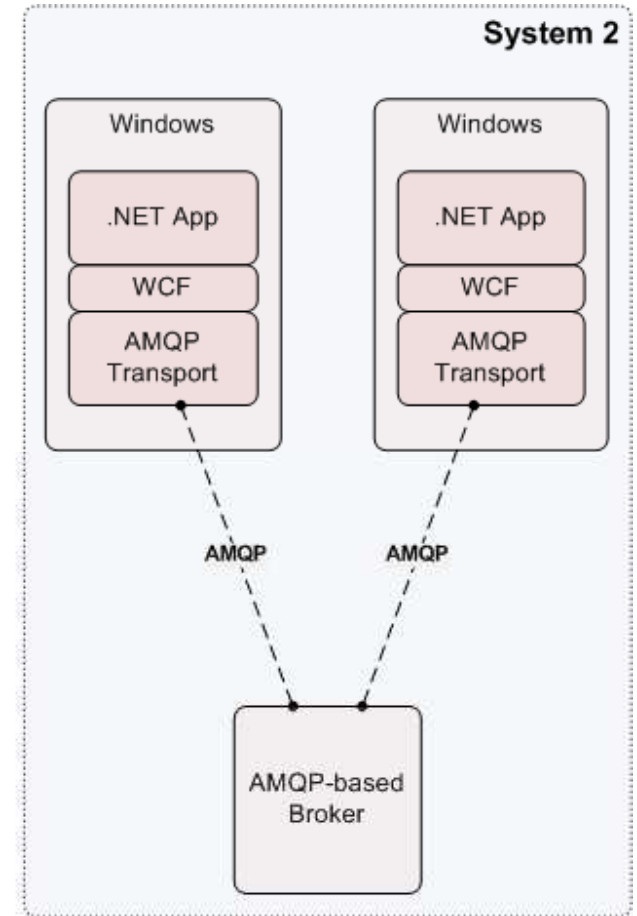 System 2
Windows
.NET App
WCF
AMQP
Transport
Windows
.NET App
WCF
AMQP
Transport
AMQP
AMQP
AMQP-based
Broker